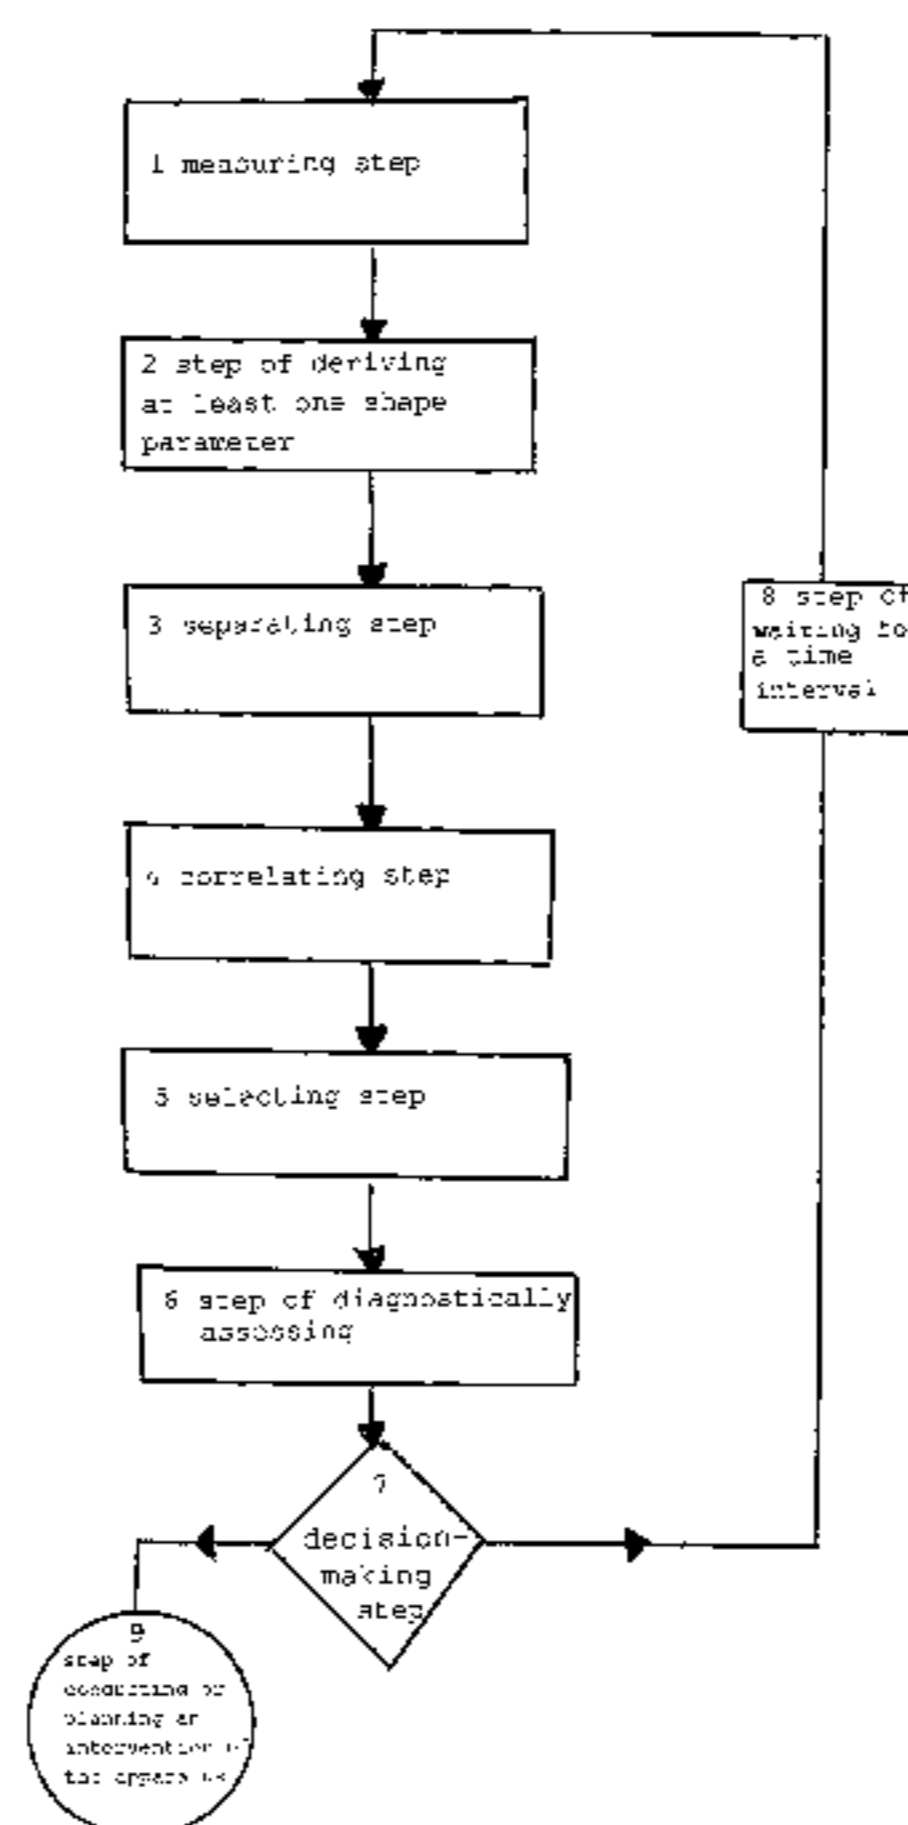 1 measuring step
2 step of deriving
at least one shape
parameter
3 separating step
8 step of
waiting fo
a time
interval
4 correlating step
5 selecting step
6 step of diagnostically
assessing
7
decision-
making
step
9
step of
conducting or
planning an
intervention
the